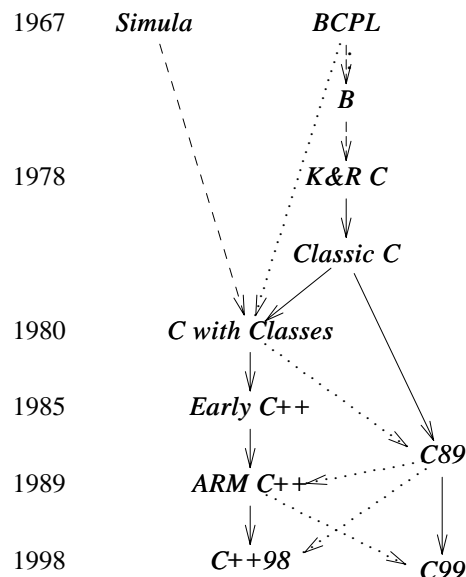 1967 Simula BCPL
B
1978 K&R C
Classic C
1980 C with Classes
1985 Early C++
C89
1989 ARM C++
1998 C++98 C99